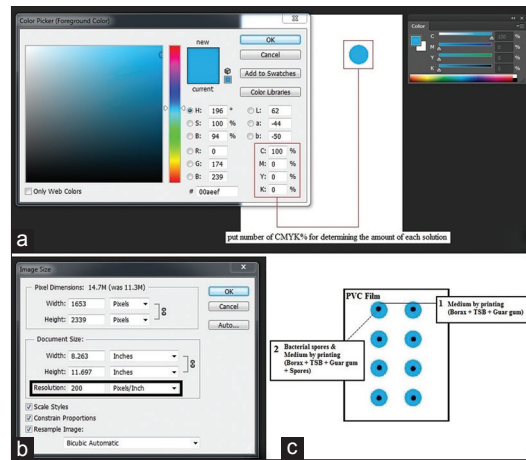 Color Picker (Foreground Color)
new
current
OK
Cancel
Add to Swatches
Color Libraries
H: 196 °
S: 100 %
B: 94 %
R: 0
G: 174
B: 239
L: 62
a: -44
b: -50
C: 100 %
M: 0 %
Y: 0 %
K: 0 %
# 00aeef
Only Web Colors
Color
C 100 %
M 0 %
Y 0 %
K 0 %
put number of CMYK% for determining the amount of each solution
a
Image Size
Pixel Dimensions: 14.7M (was 11.3M)
Width: 1653 Pixels
Height: 2339 Pixels
Document Size:
Width: 8.263 Inches
Height: 11.697 Inches
Resolution: 200 Pixels/Inch
Scale Styles
Constrain Proportions
Resample Image:
Bicubic Automatic
OK
Cancel
Auto...
b
PVC Film
1 Medium by printing
(Borax + TSB + Guar gum)
2 Bacterial spores &
Medium by printing
(Borax + TSB + Guar gum
+ Spores)
c